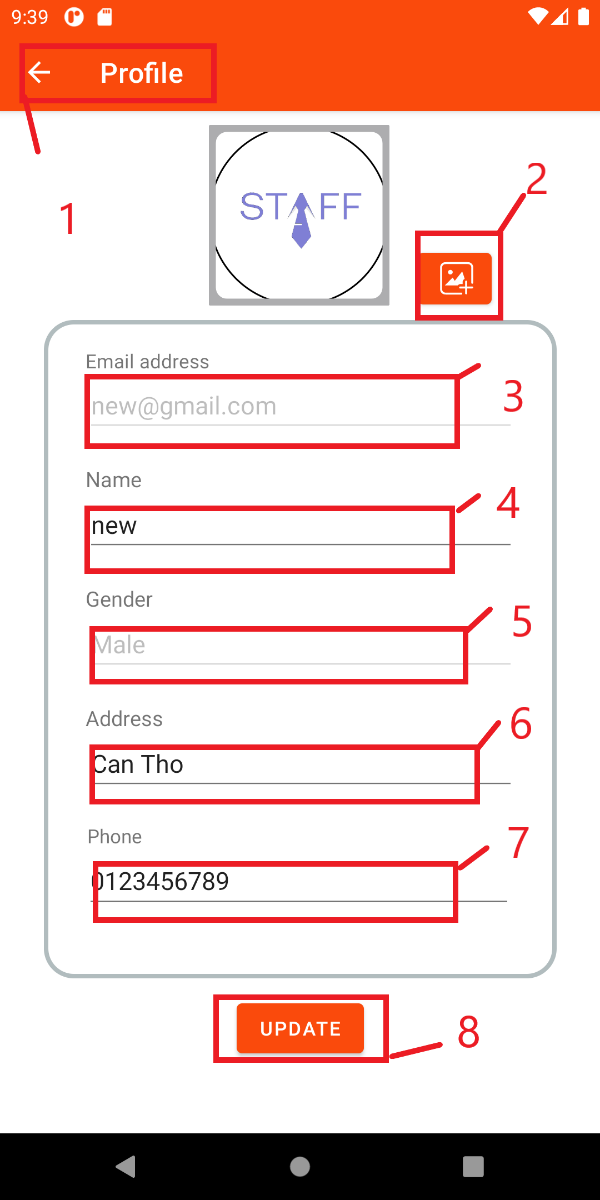 9:39
Profile
1
STAFF
2
Email address
new@gmail.com
3
Name
new
4
Gender
Male
5
Address
Can Tho
6
Phone
0123456789
7
UPDATE
8